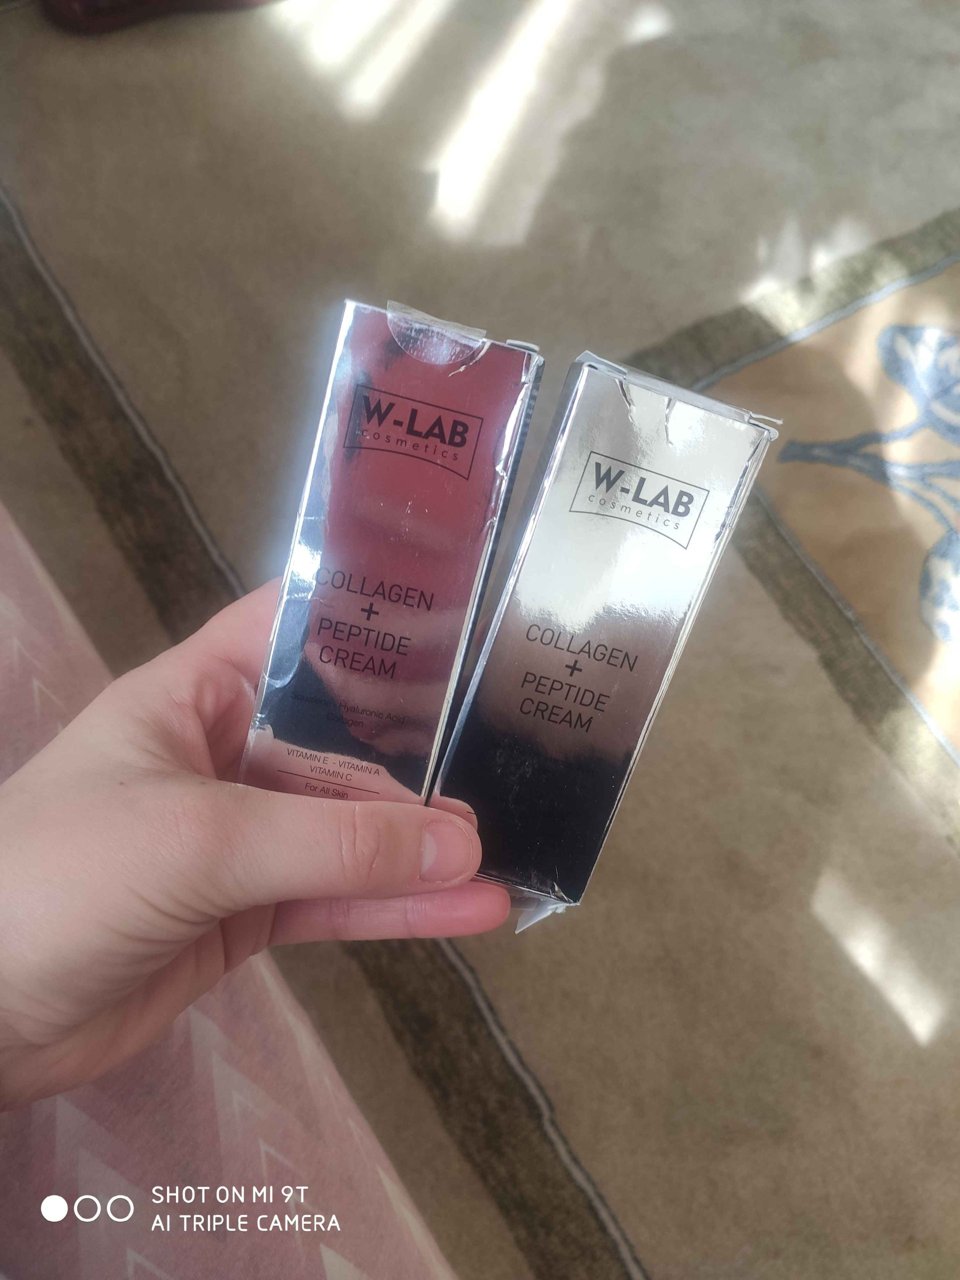 W-LAB
cosmetics
COLLAGEN
+
PEPTIDE
CREAM
Hyaluronic Acid
Collagen
VITAMIN E - VITAMIN A
VITAMIN C
For All Skin
W-LAB
cosmetics
COLLAGEN
+
PEPTIDE
CREAM
SHOT ON MI 9T
AI TRIPLE CAMERA